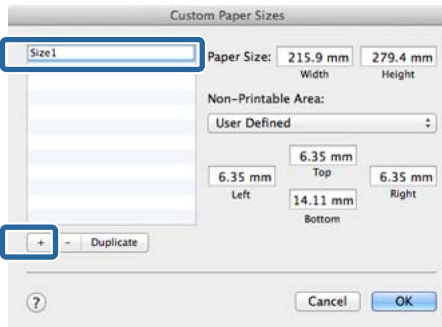 Custom Paper Sizes
Size1
Paper Size: 215.9 mm 279.4 mm
Width Height
Non-Printable Area:
User Defined
6.35 mm
Top
6.35 mm 6.35 mm
Left Right
14.11 mm
Bottom
+ - Duplicate
? Cancel OK